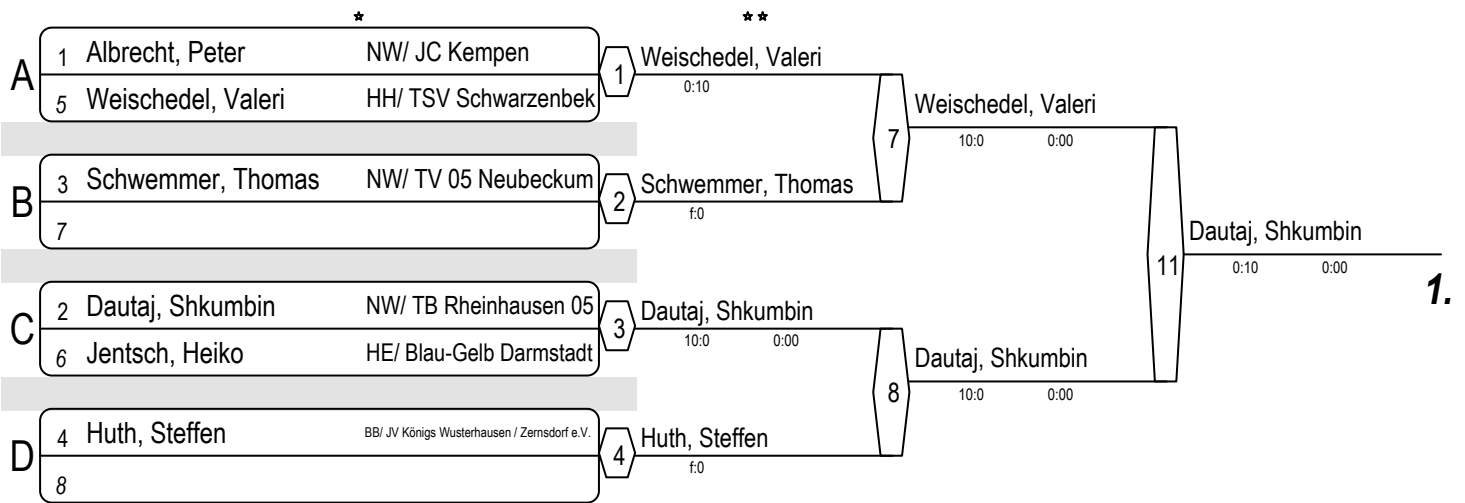 * **
A
1 Albrecht, Peter NW/ JC Kempen
5 Weischedel, Valeri HH/ TSV Schwarzenbek
1
Weischedel, Valeri
0:10
B
3 Schwemmer, Thomas NW/ TV 05 Neubeckum
7
2
Schwemmer, Thomas
f:0
7
Weischedel, Valeri
10:0 0:00
C
2 Dautaj, Shkumbin NW/ TB Rheinhausen 05
6 Jentsch, Heiko HE/ Blau-Gelb Darmstadt
3
Dautaj, Shkumbin
10:0 0:00
D
4 Huth, Steffen BB/ JV Königs Wusterhausen / Zernsdorf e.V.
8
4
Huth, Steffen
f:0
8
Dautaj, Shkumbin
10:0 0:00
11
Dautaj, Shkumbin
0:10 0:00
1.